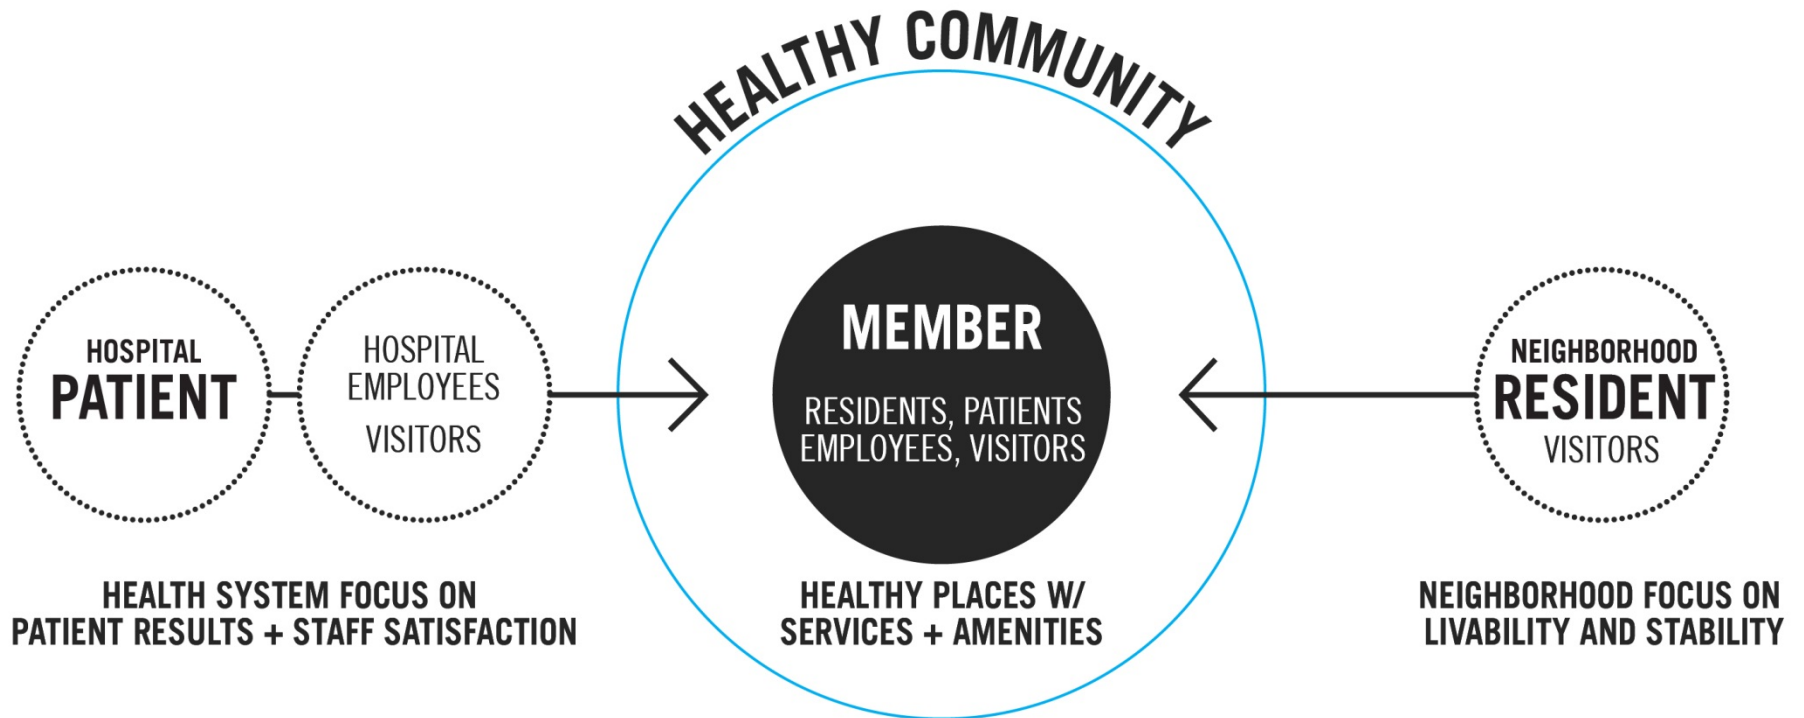 HEALTHY COMMUNITY
HOSPITAL
PATIENT
HOSPITAL
EMPLOYEES
VISITORS
HEALTH SYSTEM FOCUS ON
PATIENT RESULTS + STAFF SATISFACTION
MEMBER
RESIDENTS, PATIENTS
EMPLOYEES, VISITORS
HEALTHY PLACES W/
SERVICES + AMENITIES
NEIGHBORHOOD
RESIDENT
VISITORS
NEIGHBORHOOD FOCUS ON
LIVABILITY AND STABILITY